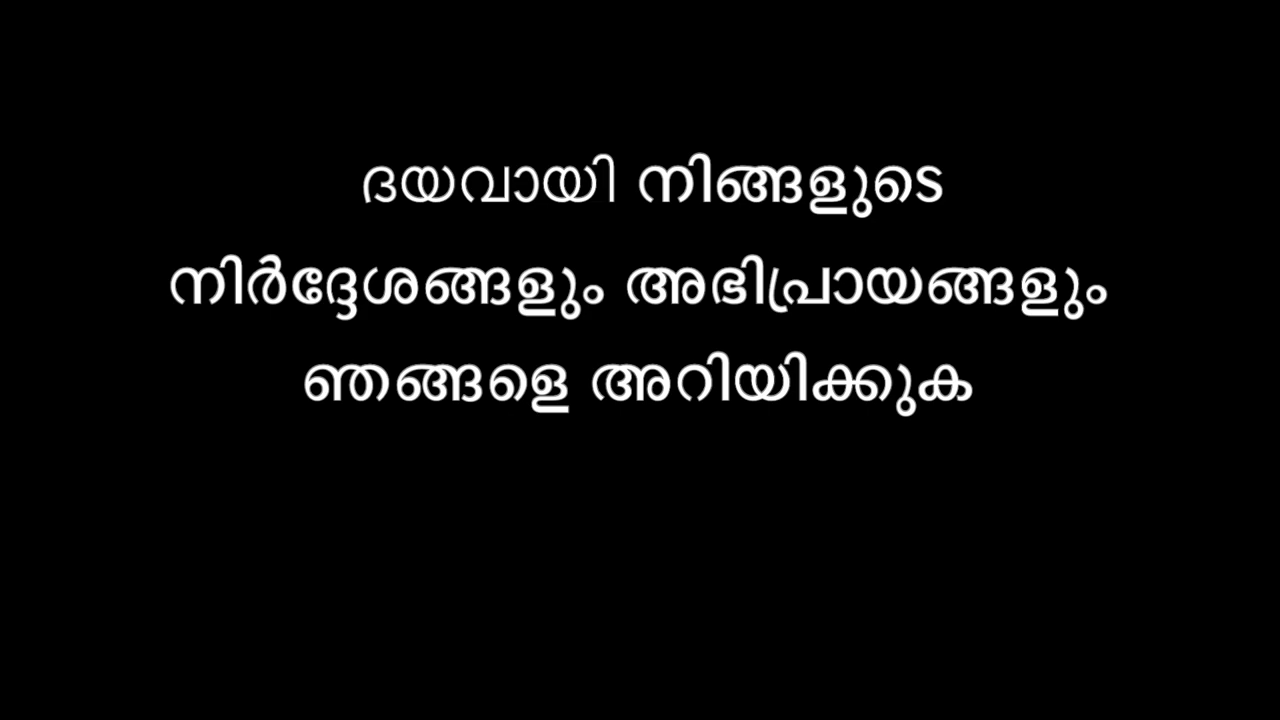 ദയവായി നിങ്ങളുടെ
നിർദ്ദേശങ്ങളും അഭിപ്രായങ്ങളും
ഞങ്ങളെ അറിയിക്കുക